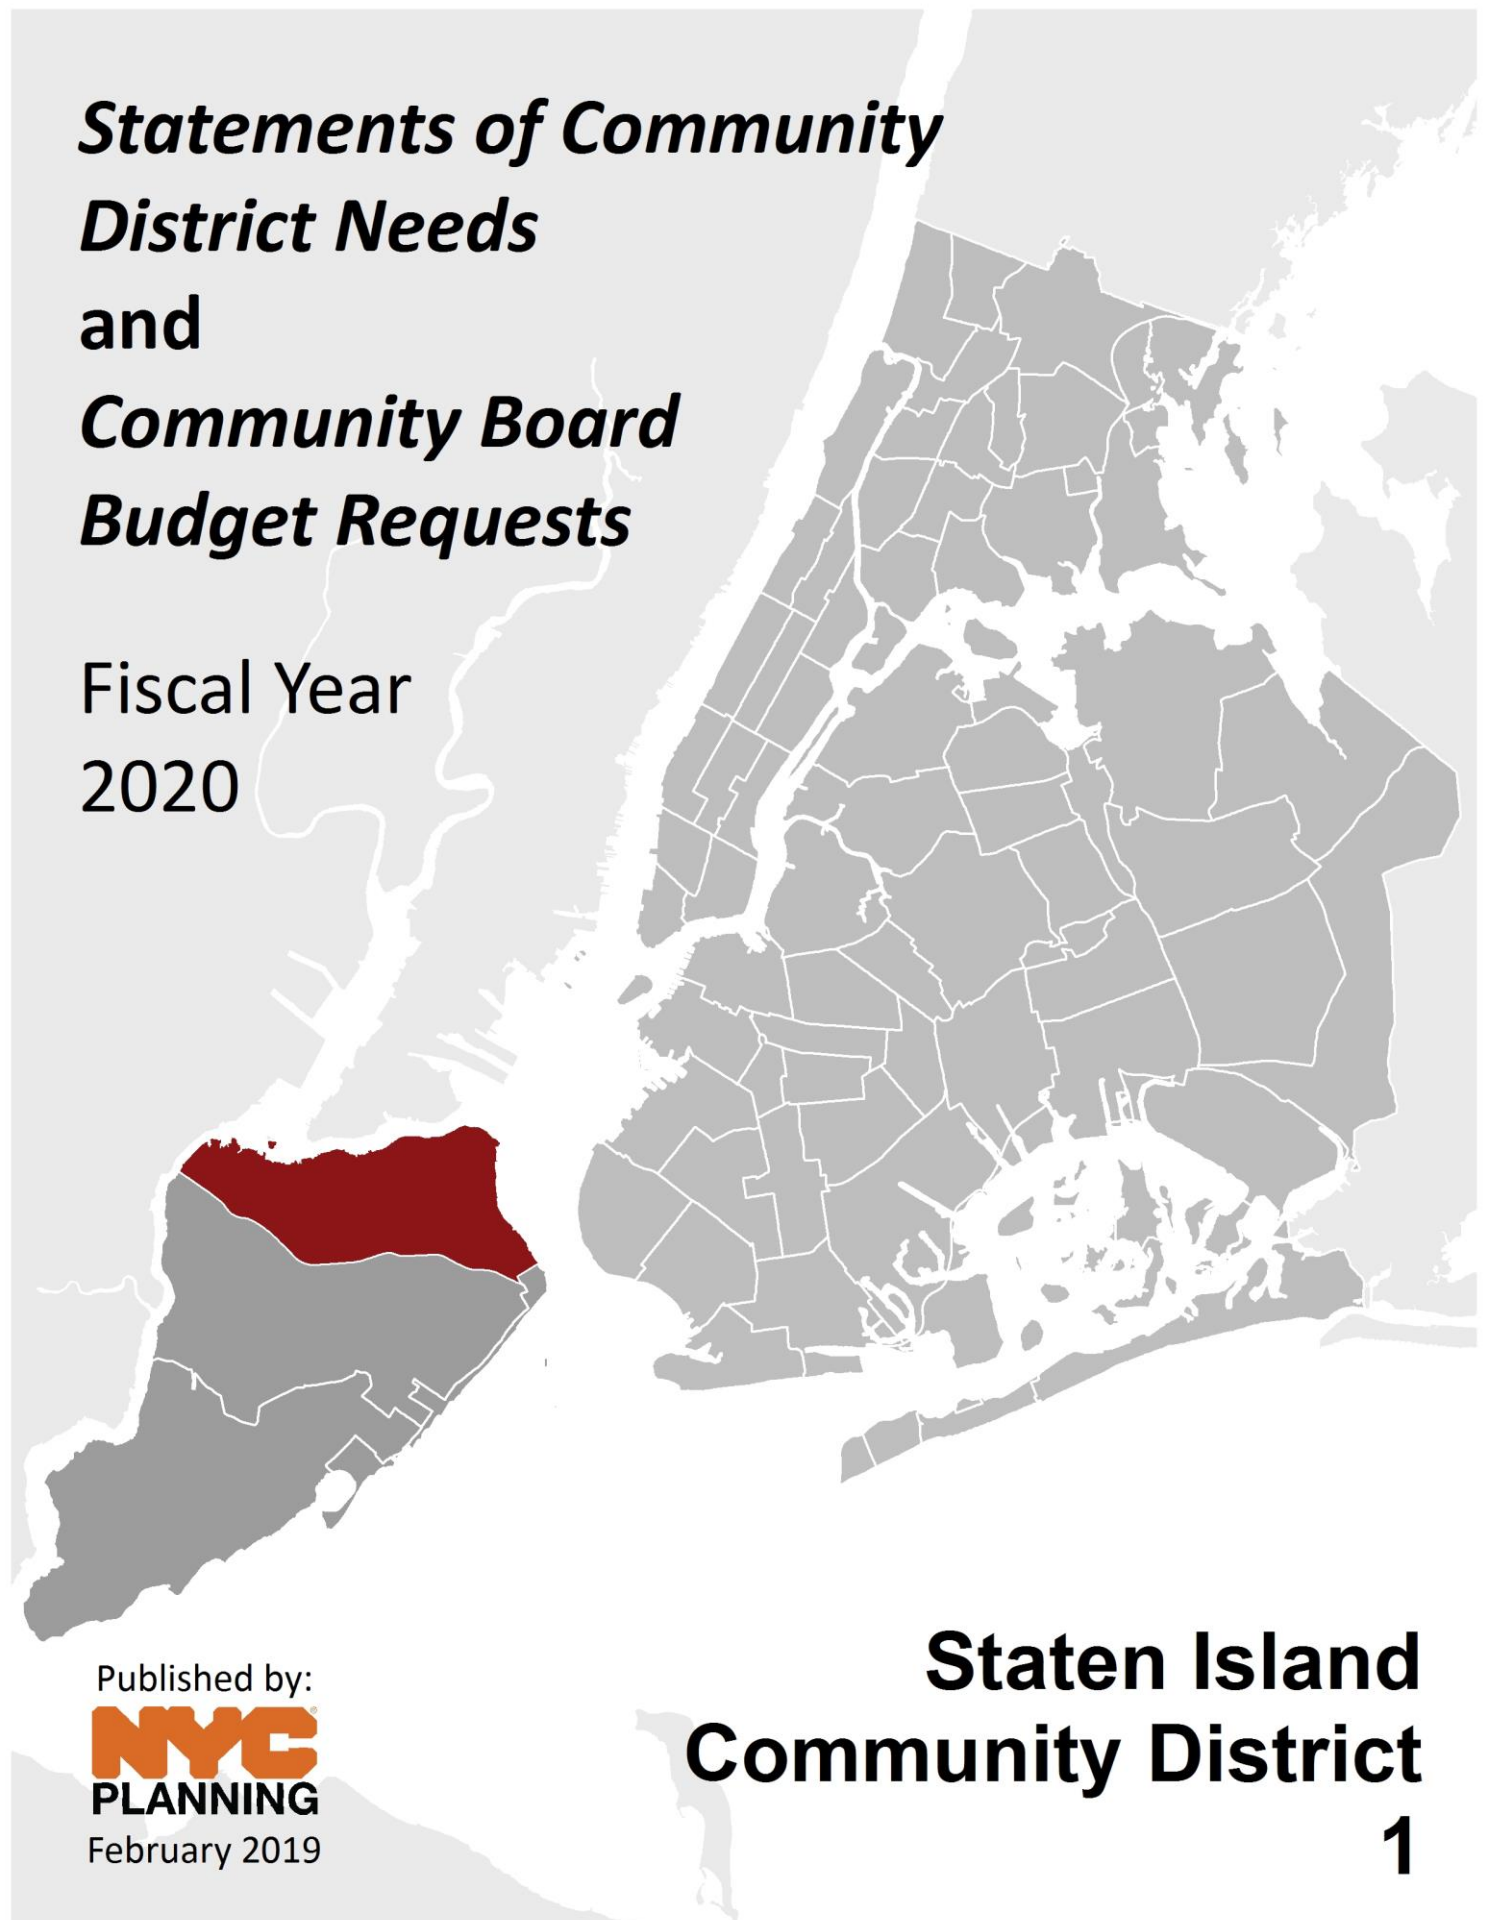 Statements of Community
District Needs
and
Community Board
Budget Requests
Fiscal Year
2020
Published by:
NYC
PLANNING
February 2019
Staten Island
Community District
1